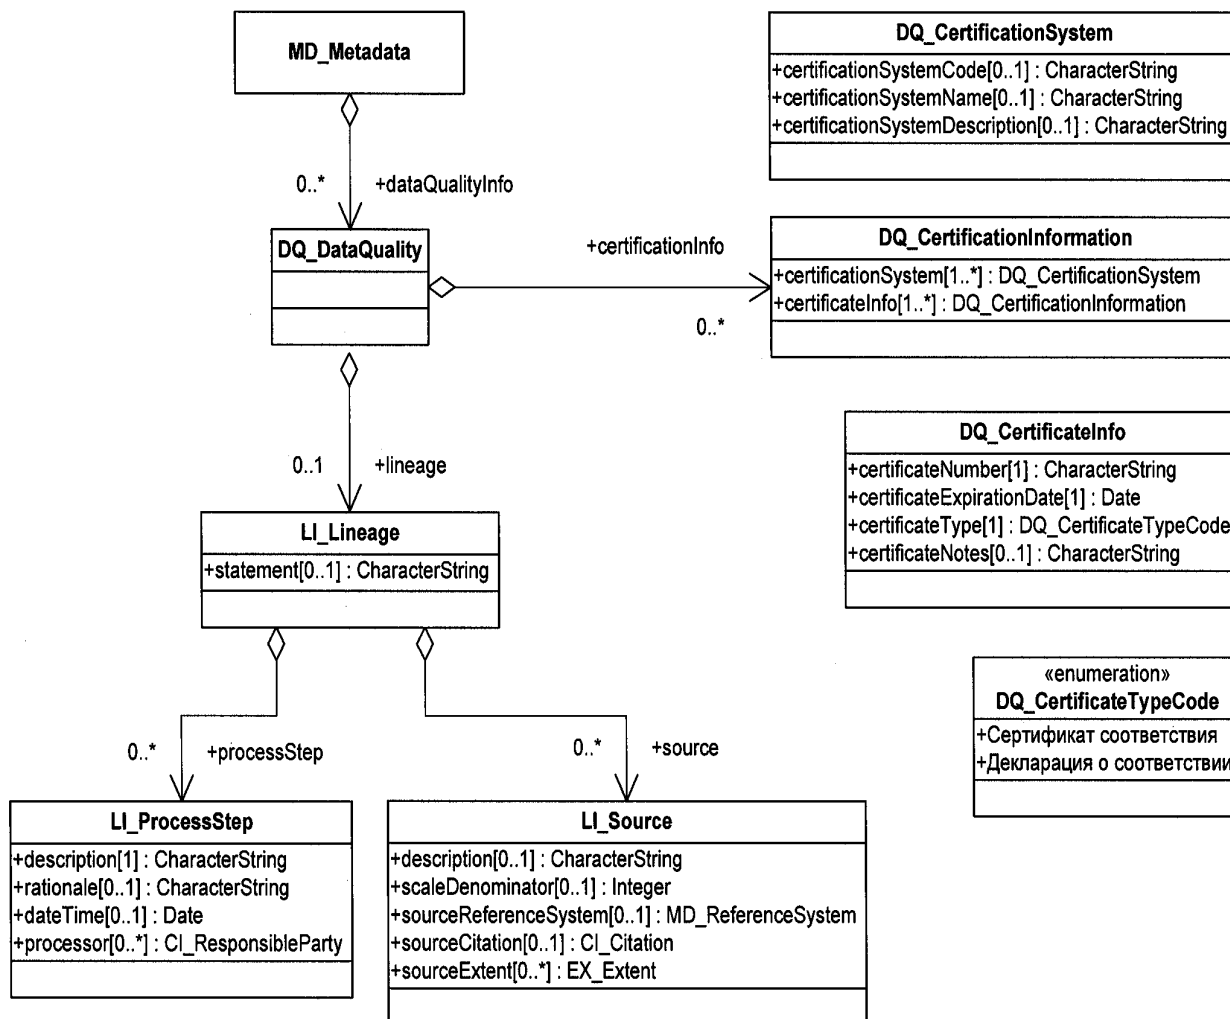 MD_Metadata
0..* +dataQualityInfo
DQ_DataQuality
+certificationInfo
0..*
DQ_CertificationSystem
+certificationSystemCode[0..1] : CharacterString
+certificationSystemName[0..1] : CharacterString
+certificationSystemDescription[0..1] : CharacterString
DQ_CertificationInformation
+certificationSystem[1..*] : DQ_CertificationSystem
+certificateInfo[1..*] : DQ_CertificationInformation
DQ_CertificateInfo
+certificateNumber[1] : CharacterString
+certificateExpirationDate[1] : Date
+certificateType[1] : DQ_CertificateTypeCode
+certificateNotes[0..1] : CharacterString
«enumeration»
DQ_CertificateTypeCode
+Сертификат соответствия
+Декларация о соответствии
0..1 +lineage
LI_Lineage
+statement[0..1] : CharacterString
0..* +processStep
0..* +source
LI_ProcessStep
+description[1] : CharacterString
+rationale[0..1] : CharacterString
+dateTime[0..1] : Date
+processor[0..*] : CI_ResponsibleParty
LI_Source
+description[0..1] : CharacterString
+scaleDenominator[0..1] : Integer
+sourceReferenceSystem[0..1] : MD_ReferenceSystem
+sourceCitation[0..1] : CI_Citation
+sourceExtent[0..*] : EX_Extent